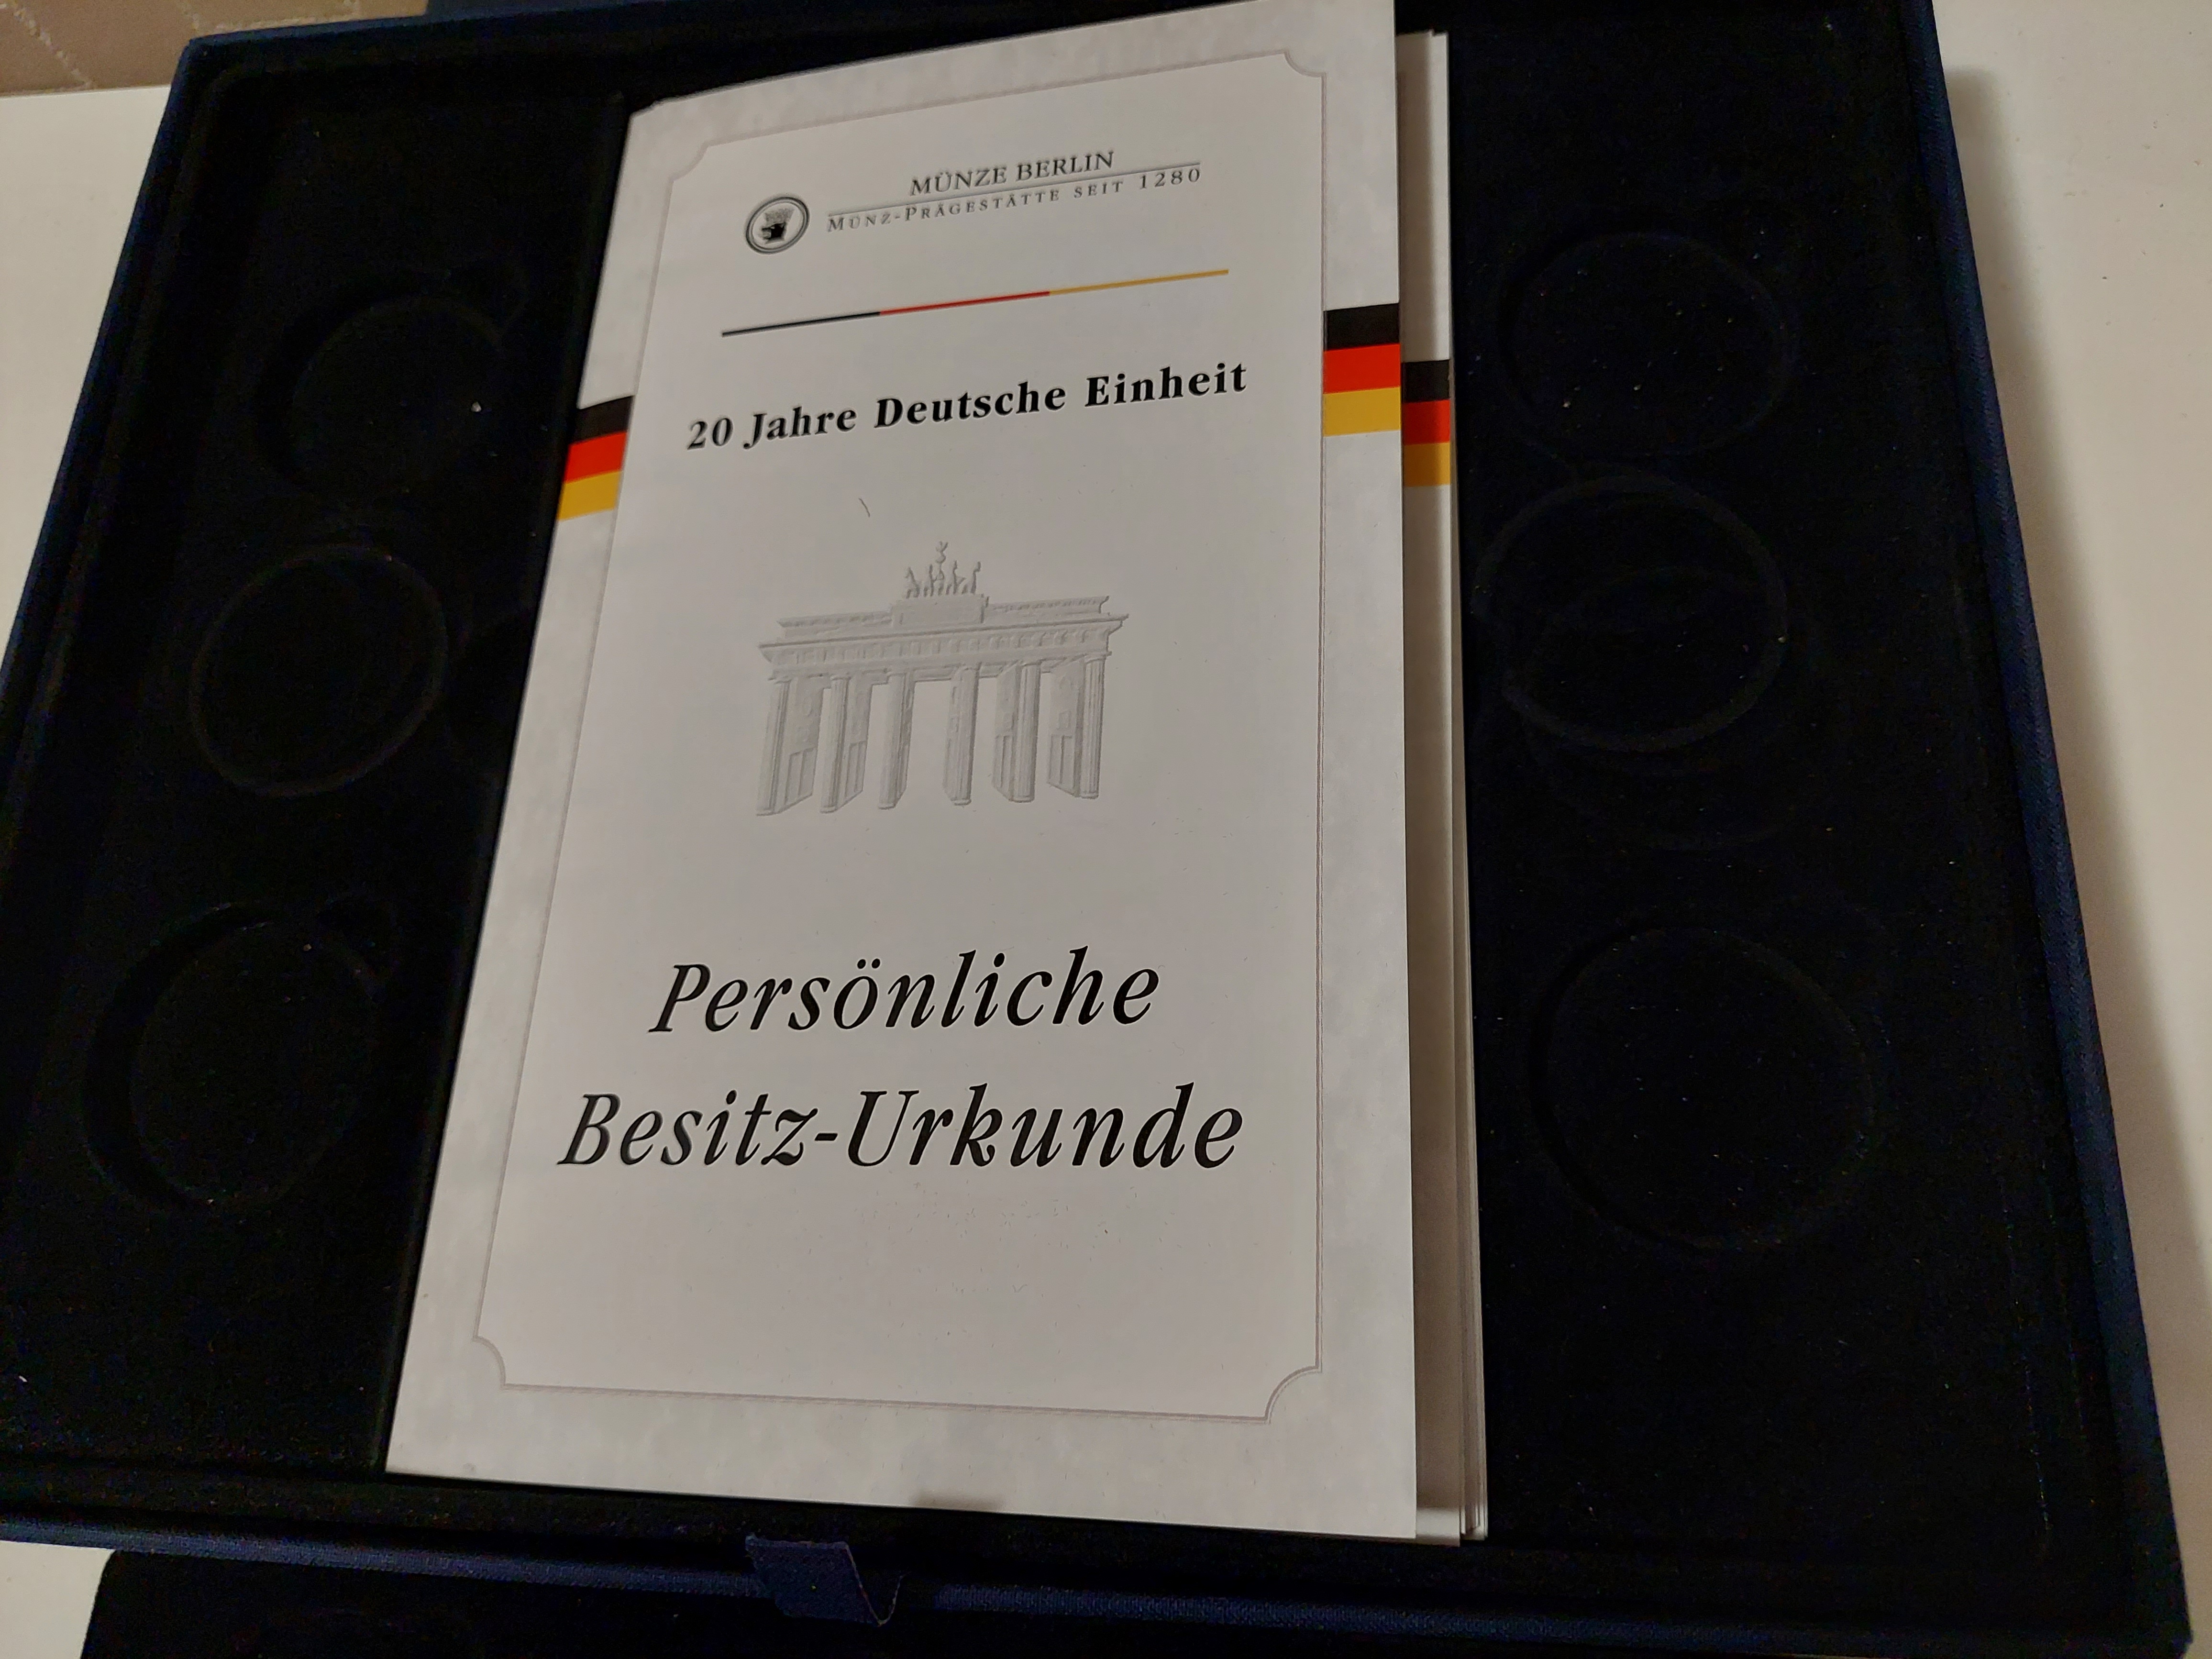 MÜNZE BERLIN
MÜNZ-PRÄGESTÄTTE SEIT 1280
20 Jahre Deutsche Einheit
Persönliche
Besitz-Urkunde